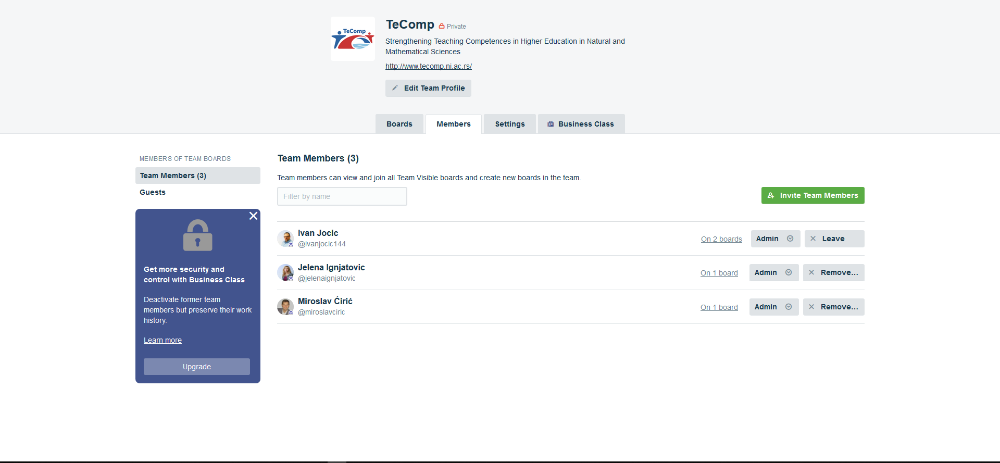 TeComp
TeComp Private
Strengthening Teaching Competences in Higher Education in Natural and
Mathematical Sciences
http://www.tecomp.ni.ac.rs/
Edit Team Profile
Boards Members Settings Business Class
MEMBERS OF TEAM BOARDS
Team Members (3)
Guests
Get more security and
control with Business Class
Deactivate former team
members but preserve their work
history.
Learn more
Upgrade
Team Members (3)
Team members can view and join all Team Visible boards and create new boards in the team.
Filter by name
Invite Team Members
Ivan Jocic
@ivanjocic144
On 2 boards Admin Leave
Jelena Ignjatovic
@jelenaignjatovic
On 1 board Admin Remove...
Miroslav Ćirić
@miroslavciric
On 1 board Admin Remove...